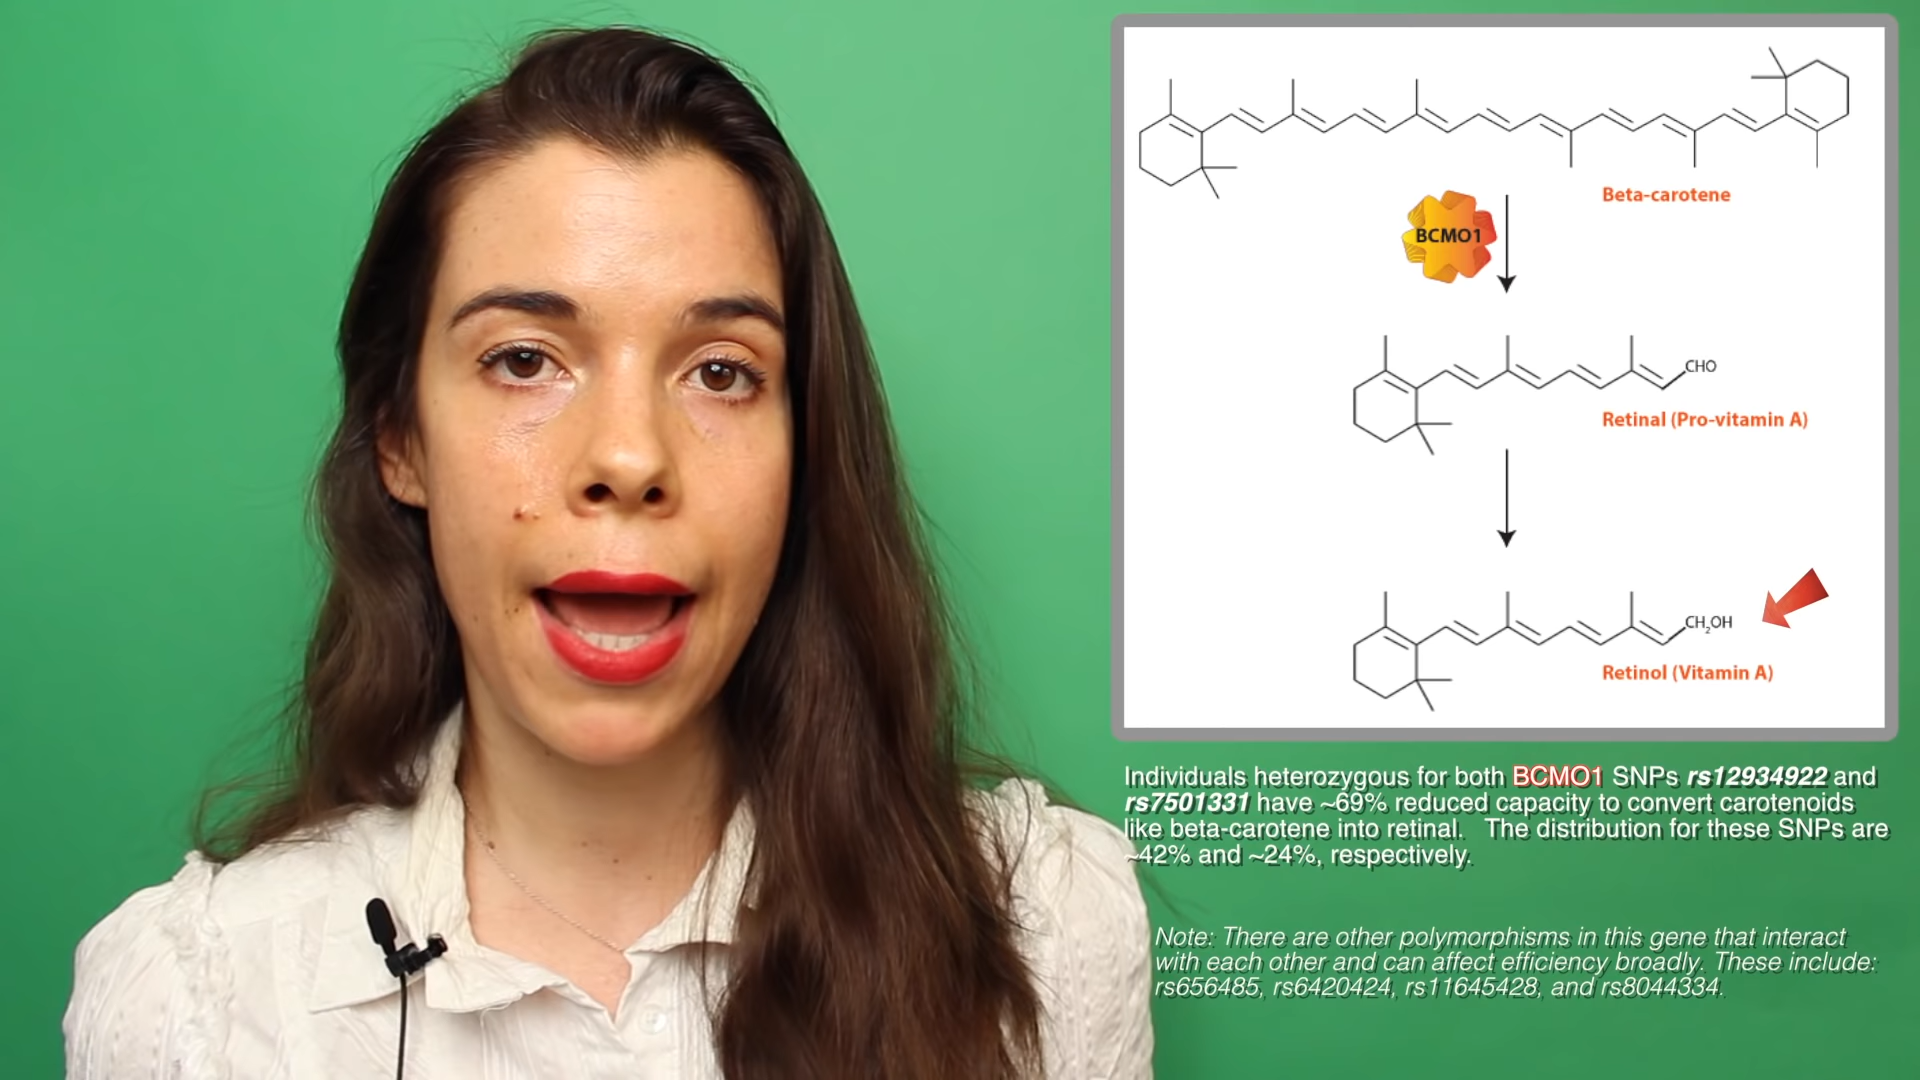 Beta-carotene
BCMO1
CHO
Retinal (Pro-vitamin A)
CH2OH
Retinol (Vitamin A)
Individuals heterozygous for both BCMO1 SNPs rs12934922 and
rs7501331 have ~69% reduced capacity to convert carotenoids
like beta-carotene into retinal. The distribution for these SNPs are
~42% and ~24%, respectively.
Note: There are other polymorphisms in this gene that interact
with each other and can affect efficiency broadly. These include:
rs656485, rs6420424, rs11645428, and rs8044334.